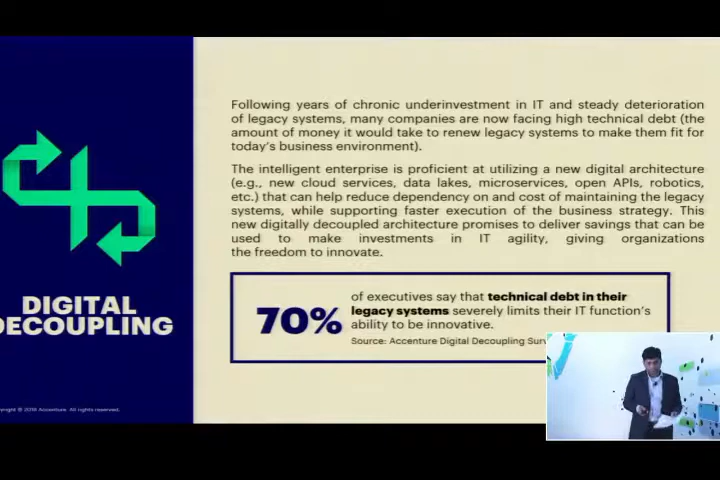 Following years of chronic underinvestment in IT and steady deterioration
of legacy systems, many companies are now facing high technical debt (the
amount of money it would take to renew legacy systems to make them fit for
today's business environment).
The intelligent enterprise is proficient at utilizing a new digital architecture
(e.g., new cloud services, data lakes, microservices, open APIs, robotics,
etc.) that can help reduce dependency on and cost of maintaining the legacy
systems, while supporting faster execution of the business strategy. This
new digitally decoupled architecture promises to deliver savings that can be
used to make investments in IT agility, giving organizations
the freedom to innovate.
DIGITAL
DECOUPLING
70%
of executives say that technical debt in their
legacy systems severely limits their IT function's
ability to be innovative.
Source: Accenture Digital Decoupling
Accenture. All rights reserved.